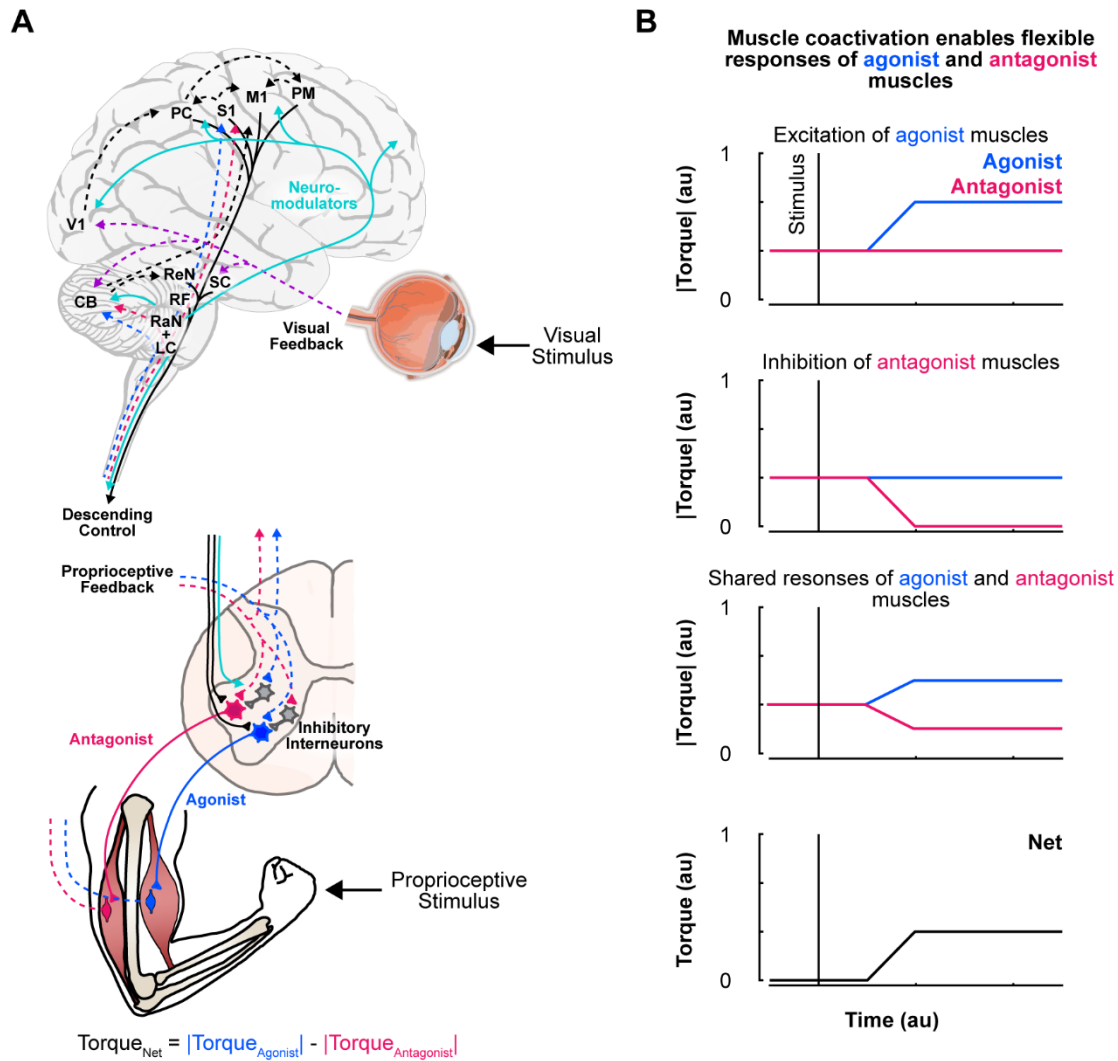 A
PC
S1
M1
PM
Neuro-
modulators
V1
ReN
SC
CB
RF
RaN
+
LC
Visual
Feedback
Visual
Stimulus
Descending
Control
Proprioceptive
Feedback
Inhibitory
Interneurons
Antagonist
Agonist
Proprioceptive
Stimulus
Torque_Net = |Torque_Agonist| - |Torque_Antagonist|
B
Muscle coactivation enables flexible
responses of agonist and antagonist
muscles
Excitation of agonist muscles
1
Stimulus
Agonist
Antagonist
|Torque| (au)
0
Inhibition of antagonist muscles
1
|Torque| (au)
0
Shared resonses of agonist and antagonist
muscles
1
|Torque| (au)
0
1
Net
Torque (au)
0
Time (au)